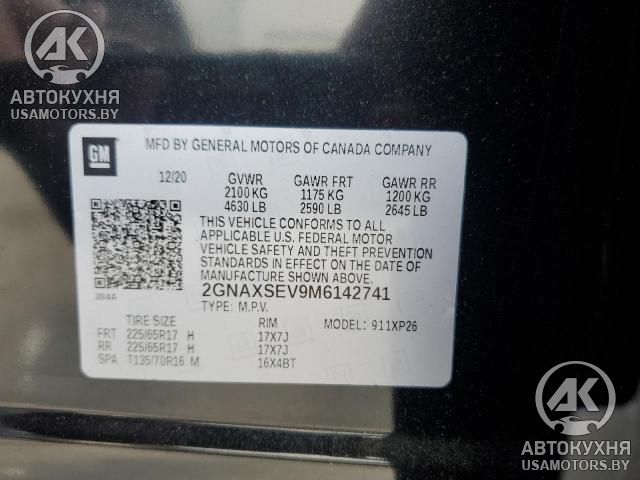 AK
АВТОКУХНЯ
USAMOTORS.BY
GM
MFD BY GENERAL MOTORS OF CANADA COMPANY
12/20 GVWR GAWR FRT GAWR RR
2100 KG 1175 KG 1200 KG
4630 LB 2590 LB 2645 LB
THIS VEHICLE CONFORMS TO ALL
APPLICABLE U.S. FEDERAL MOTOR
VEHICLE SAFETY AND THEFT PREVENTION
STANDARDS IN EFFECT ON THE DATE OF
MANUFACTURE SHOWN ABOVE.
384A 2GNAXSEV9M6142741
TYPE: M.P.V.
TIRE SIZE RIM MODEL: 911XP26
FRT 225/65R17 H 17X7J
RR 225/65R17 H 17X7J
SPA T135/70R16 M 16X4BT
AK
АВТОКУХНЯ
USAMOTORS.BY